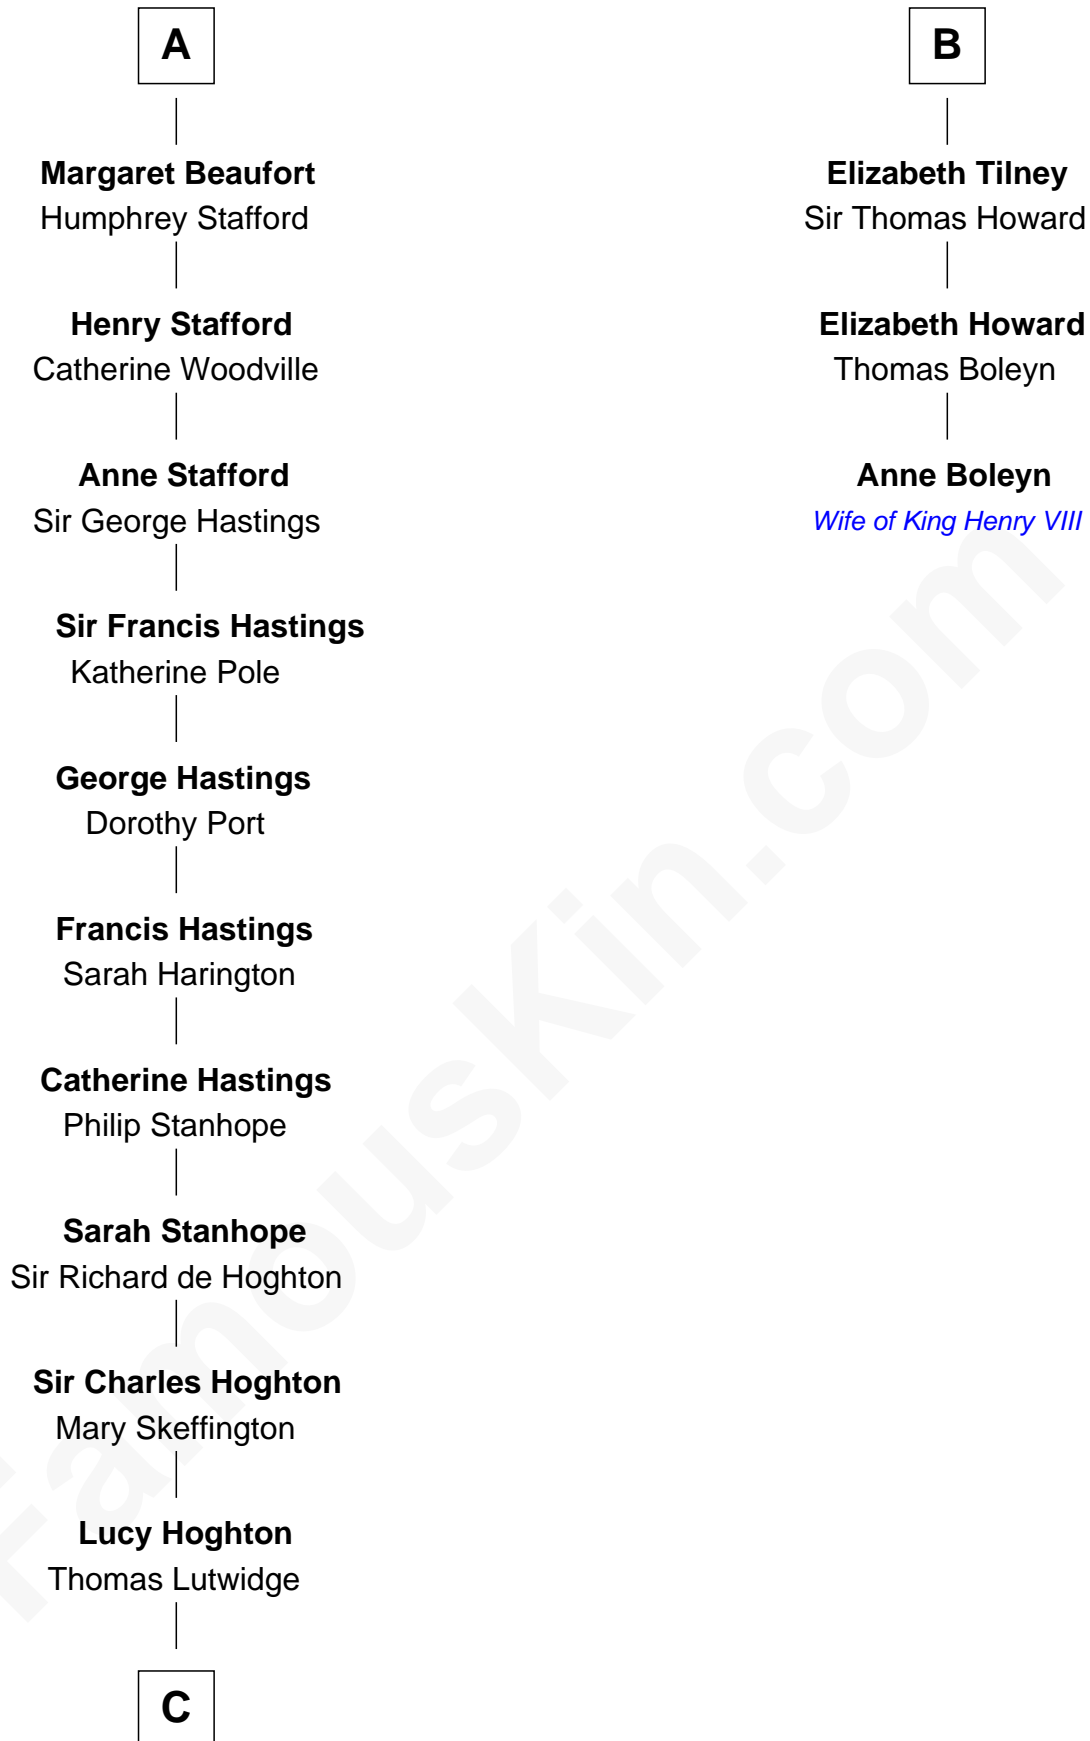 A
Margaret Beaufort
Humphrey Stafford
Henry Stafford
Catherine Woodville
Anne Stafford
Sir George Hastings
Sir Francis Hastings
Katherine Pole
George Hastings
Dorothy Port
Francis Hastings
Sarah Harington
Catherine Hastings
Philip Stanhope
Sarah Stanhope
Sir Richard de Hoghton
Sir Charles Hoghton
Mary Skeffington
Lucy Hoghton
Thomas Lutwidge
C
B
Elizabeth Tilney
Sir Thomas Howard
Elizabeth Howard
Thomas Boleyn
Anne Boleyn
Wife of King Henry VIII
FamousKin.com